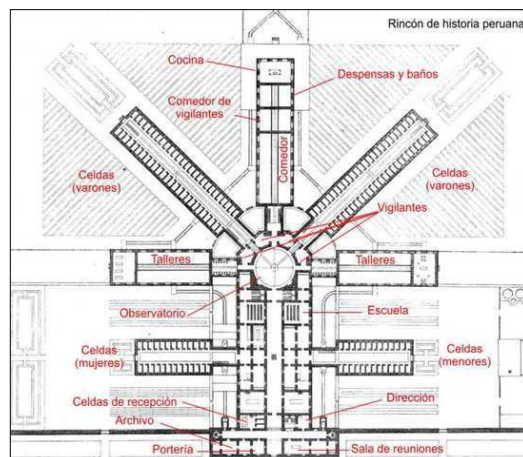 Rincón de historia peruana
Cocina
Despensas y baños
Comedor de
vigilantes
Comedor
Celdas
(varones)
Celdas
(varones)
Vigilantes
Talleres
Talleres
Observatorio
Escuela
Celdas
(mujeres)
Celdas
(menores)
Celdas de recepción
Dirección
Archivo
Portería
Sala de reuniones